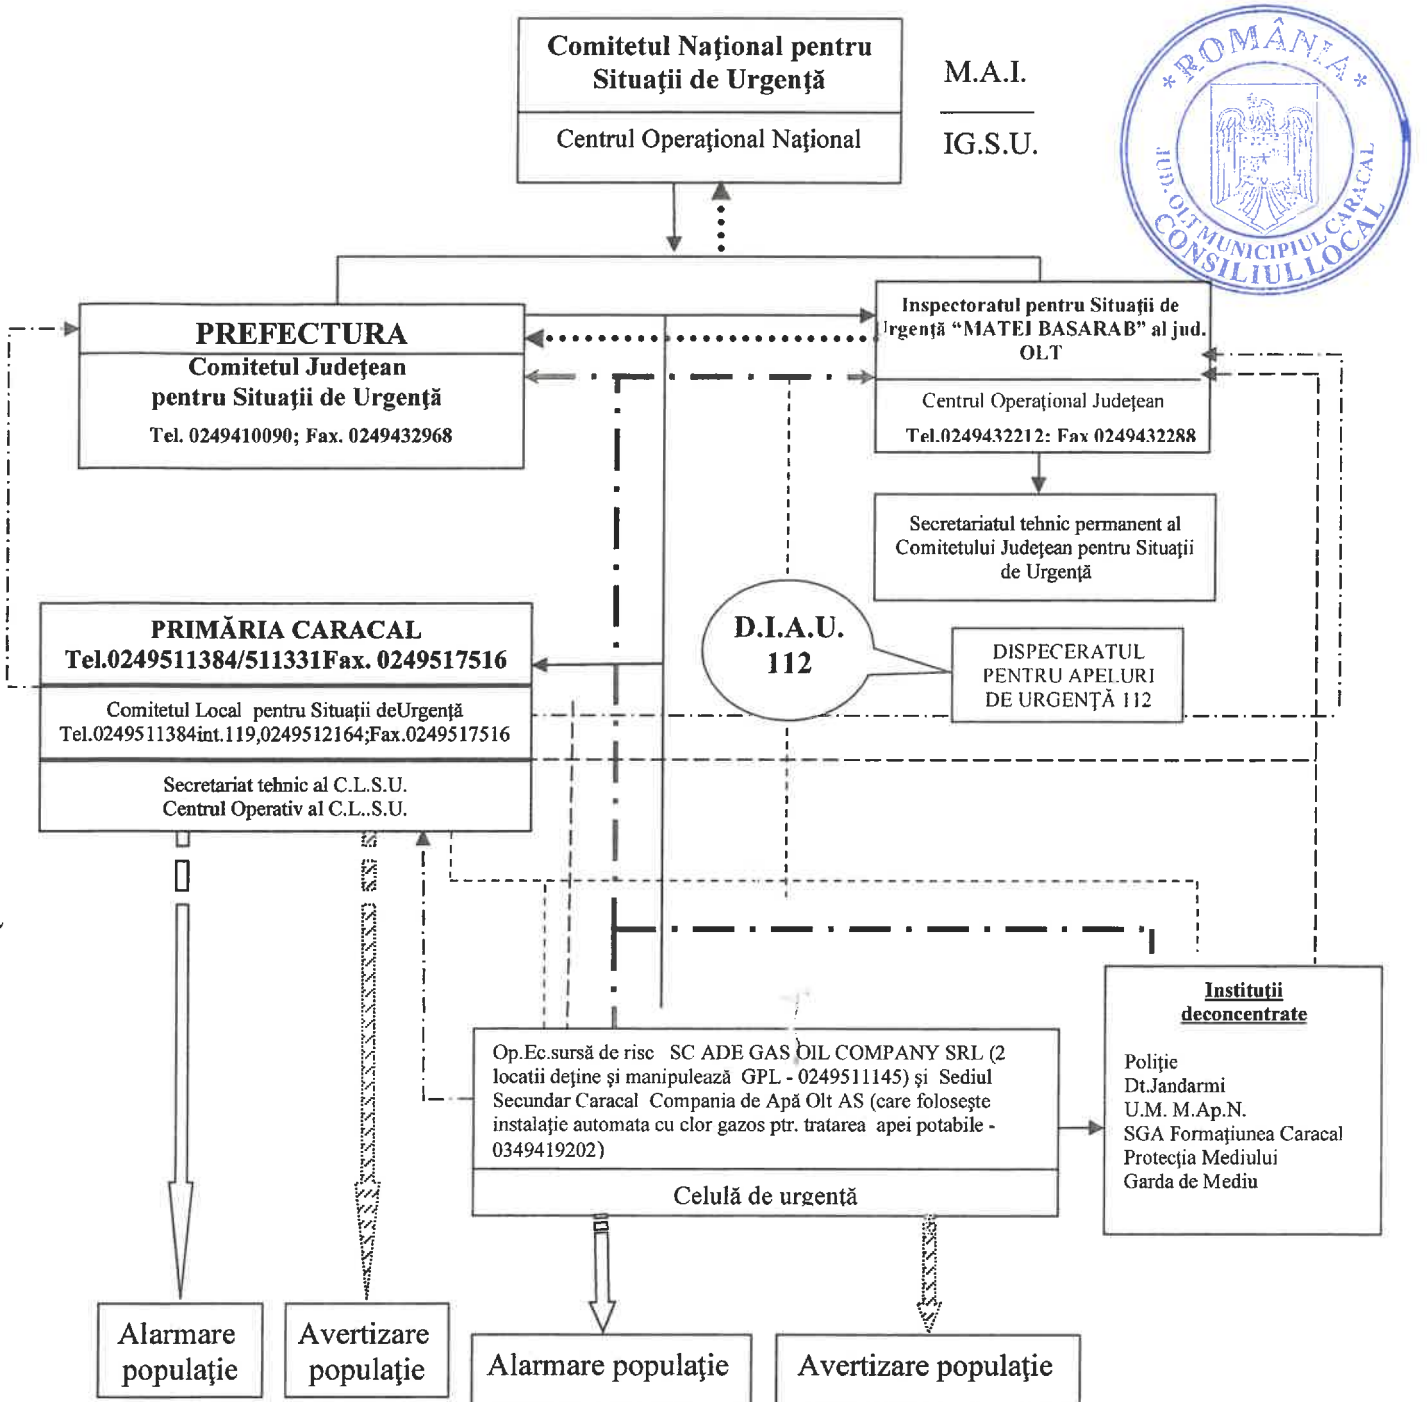 Comitetul Naţional pentru
Situaţii de Urgenţă
Centrul Operaţional Naţional
M.A.I.
IG.S.U.
* ROMÂNIA *
JUD. OLT MUNICIPIUL CARACAL
CONSILIUL LOCAL
PREFECTURA
Comitetul Judeţean
pentru Situaţii de Urgenţă
Tel. 0249410090; Fax. 0249432968
Inspectoratul pentru Situaţii de
Urgenţă “MATEI BASARAB” al jud.
OLT
Centrul Operaţional Judeţean
Tel.0249432212; Fax 0249432288
Secretariatul tehnic permanent al
Comitetului Judeţean pentru Situaţii
de Urgenţă
PRIMĂRIA CARACAL
Tel.0249511384/511331Fax. 0249517516
Comitetul Local pentru Situaţii deUrgenţă
Tel.0249511384int.119,0249512164;Fax.0249517516
Secretariat tehnic al C.L.S.U.
Centrul Operativ al C.L..S.U.
D.I.A.U.
112
DISPECERATUL
PENTRU APELURI
DE URGENŢĂ 112
Op.Ec.sursă de risc SC ADE GAS OIL COMPANY SRL (2
locatii deţine şi manipulează GPL - 0249511145) şi Sediul
Secundar Caracal Compania de Apă Olt AS (care foloseşte
instalaţie automata cu clor gazos ptr. tratarea apei potabile -
0349419202)
Celulă de urgenţă
Instituţii
deconcentrate
Poliţie
Dt.Jandarmi
U.M. M.Ap.N.
SGA Formaţiunea Caracal
Protecţia Mediului
Garda de Mediu
Alarmare
populaţie
Avertizare
populaţie
Alarmare populaţie
Avertizare populaţie